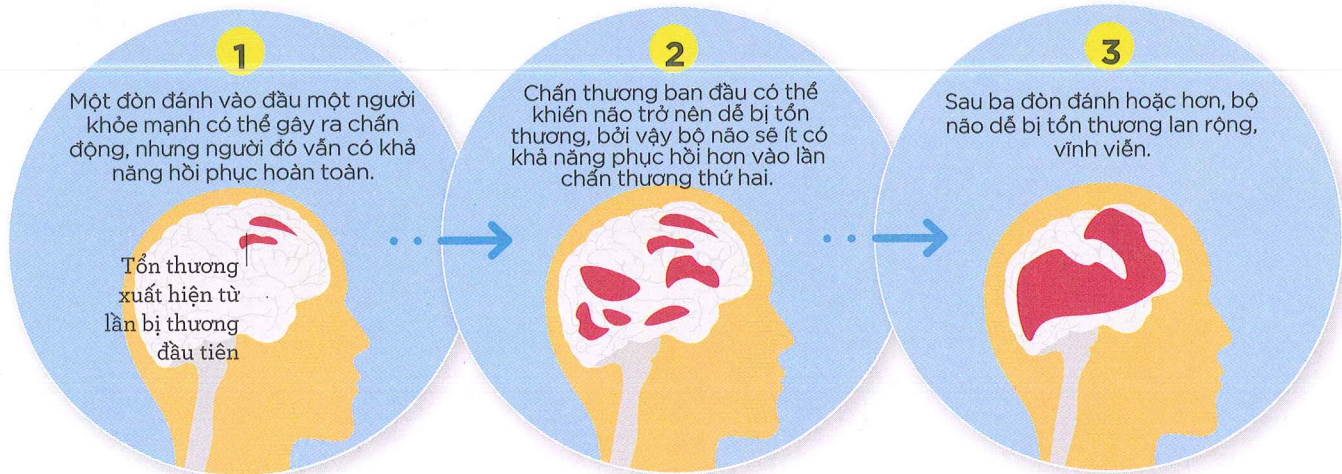 1
Một đòn đánh vào đầu một người
khỏe mạnh có thể gây ra chấn
động, nhưng người đó vẫn có khả
năng hồi phục hoàn toàn.
Tổn thương
xuất hiện từ
lần bị thương
đầu tiên
2
Chấn thương ban đầu có thể
khiến não trở nên dễ bị tổn
thương, bởi vậy bộ não sẽ ít có
khả năng phục hồi hơn vào lần
chấn thương thứ hai.
3
Sau ba đòn đánh hoặc hơn, bộ
não dễ bị tổn thương lan rộng,
vĩnh viễn.